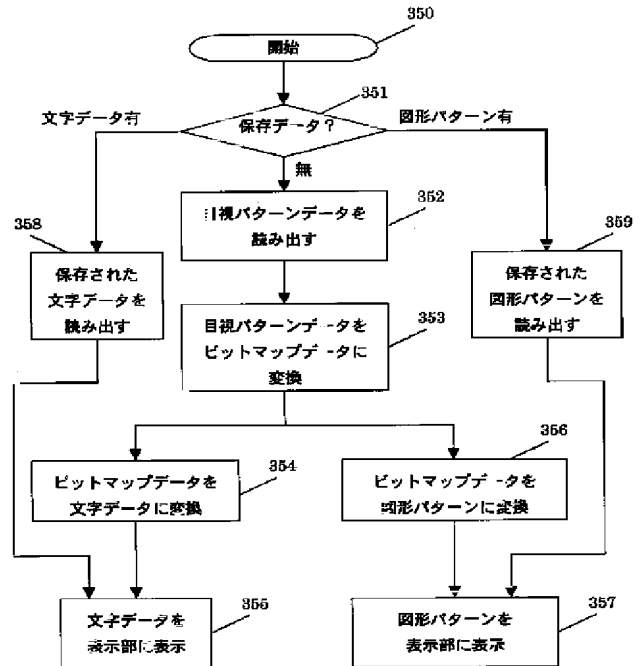 350
開始
351
保存データ?
文字データ有
図形パターン有
無
352
目視パターンデータを
読み出す
358
保存された
文字データを
読み出す
359
保存された
図形パターンを
読み出す
353
目視パターンデータを
ビットマップデータに
変換
354
ビットマップデータを
文字データに変換
356
ビットマップデータを
図形パターンに変換
355
文字データを
表示部に表示
357
図形パターンを
表示部に表示